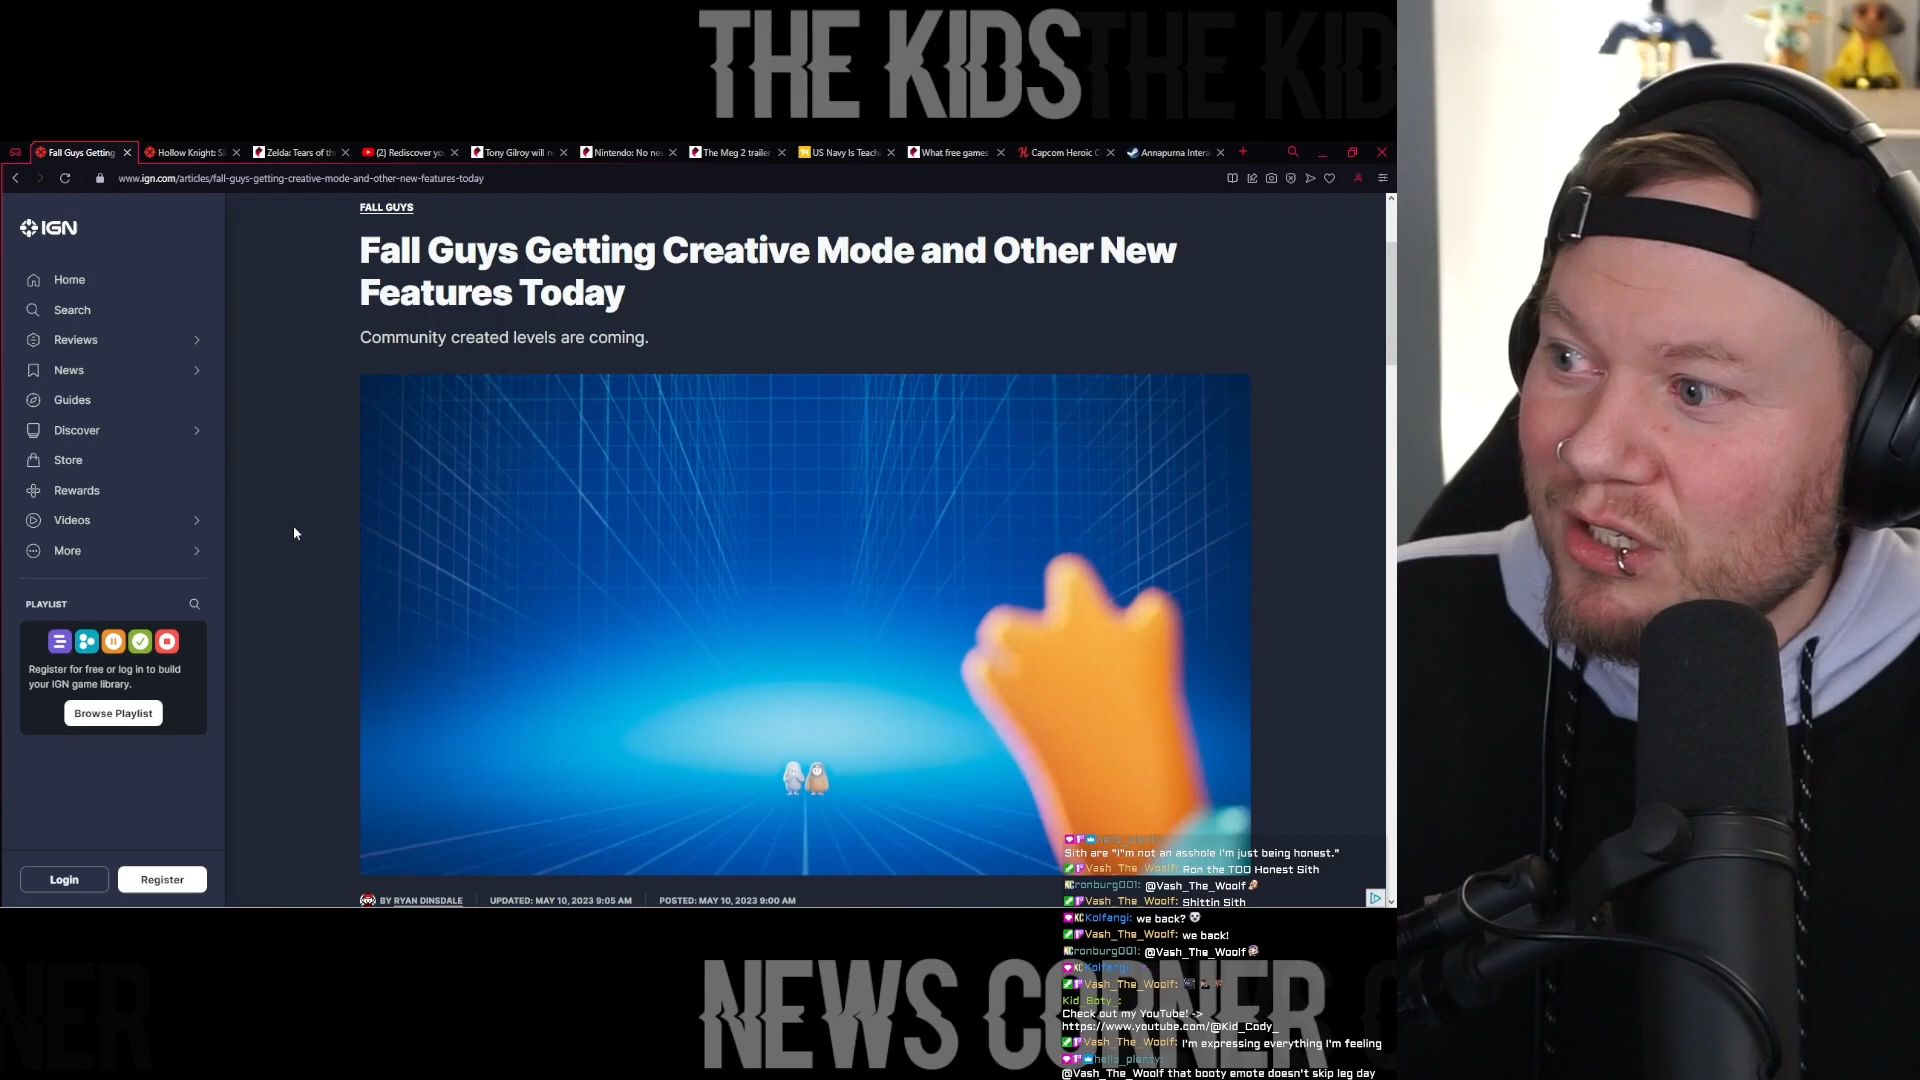 THE KIDS THE KID
Fall Guys Getting
Hollow Knight: Si
Zelda: Tears of th
(2) Rediscover yo
Tony Gilroy will n
Nintendo: No ne
The Meg 2 trailer
US Navy Is Teach
What free games
Capcom Heroic C
Annapurna Intera
www.ign.com/articles/fall-guys-getting-creative-mode-and-other-new-features-today
IGN
Home
Search
Reviews
News
Guides
Discover
Store
Rewards
Videos
More
PLAYLIST
Register for free or log in to build
your IGN game library.
Browse Playlist
Login
Register
FALL GUYS
Fall Guys Getting Creative Mode and Other New
Features Today
Community created levels are coming.
BY RYAN DINSDALE
UPDATED: MAY 10, 2023 9:05 AM
POSTED: MAY 10, 2023 9:00 AM
Sith are "I"m not an asshole I'm just being honest."
Vash_The_Woolf: Ron the TOO Honest Sith
ronburg001: @Vash_The_Woolf
Vash_The_Woolf: Shittin Sith
KC Kolfangi: we back?
Vash_The_Woolf: we back!
ronburg001: @Vash_The_Woolf
KC Kolfangi:
Vash_The_Woolf:
Kid_Boty_:
Check out my YouTube! ->
https://www.youtube.com/@Kid_Cody_
Vash_The_Woolf: I'm expressing everything I'm feeling
hella_plenty:
@Vash_The_Woolf that booty emote doesn't skip leg day
NER NEWS CORNER C